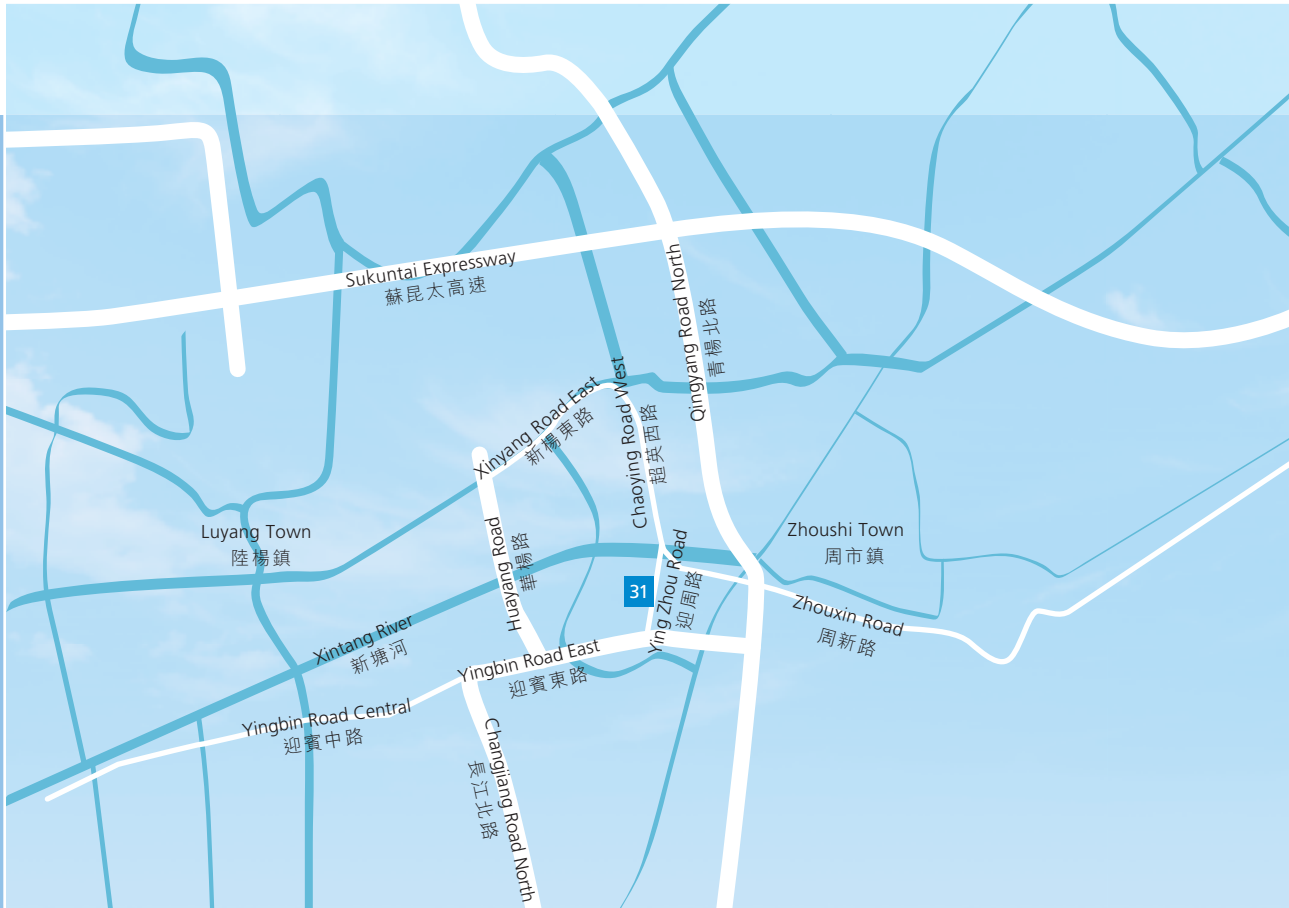 Sukuntai Expressway
蘇昆太高速
Qingyang Road North
青楊北路
Xinyang Road East
新楊東路
Chaoying Road West
超英西路
Luyang Town
陸楊鎮
Huayang Road
華楊路
Zhoushi Town
周市鎮
31
Ying Zhou Road
迎周路
Zhouxin Road
周新路
Xintang River
新塘河
Yingbin Road East
迎賓東路
Yingbin Road Central
迎賓中路
Changjiang Road North
長江北路